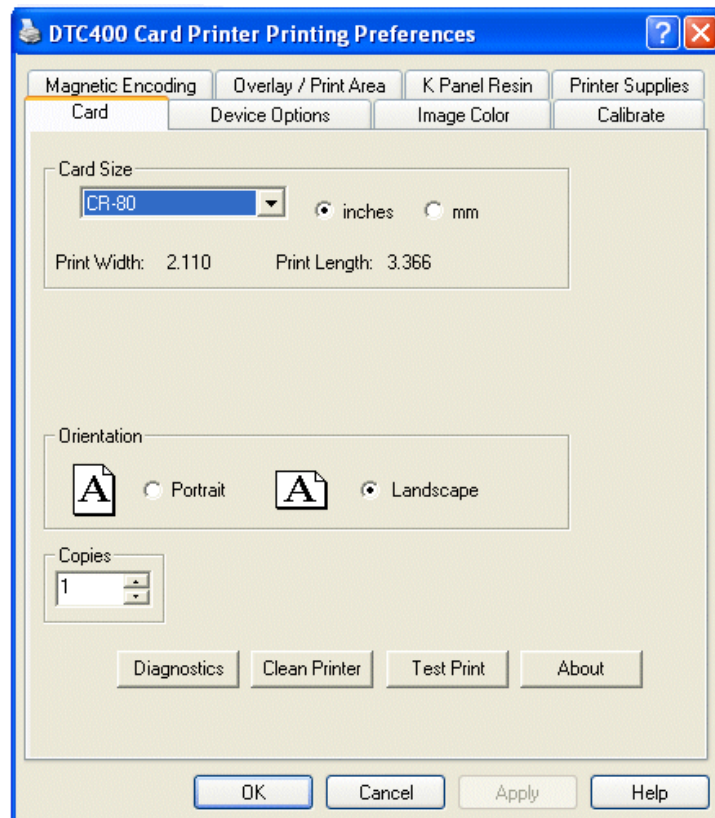 DTC400 Card Printer Printing Preferences
Magnetic Encoding Overlay / Print Area K Panel Resin Printer Supplies
Card Device Options Image Color Calibrate
Card Size
CR-80 inches mm
Print Width: 2.110 Print Length: 3.366
Orientation
A Portrait A Landscape
Copies
1
Diagnostics Clean Printer Test Print About
OK Cancel Apply Help